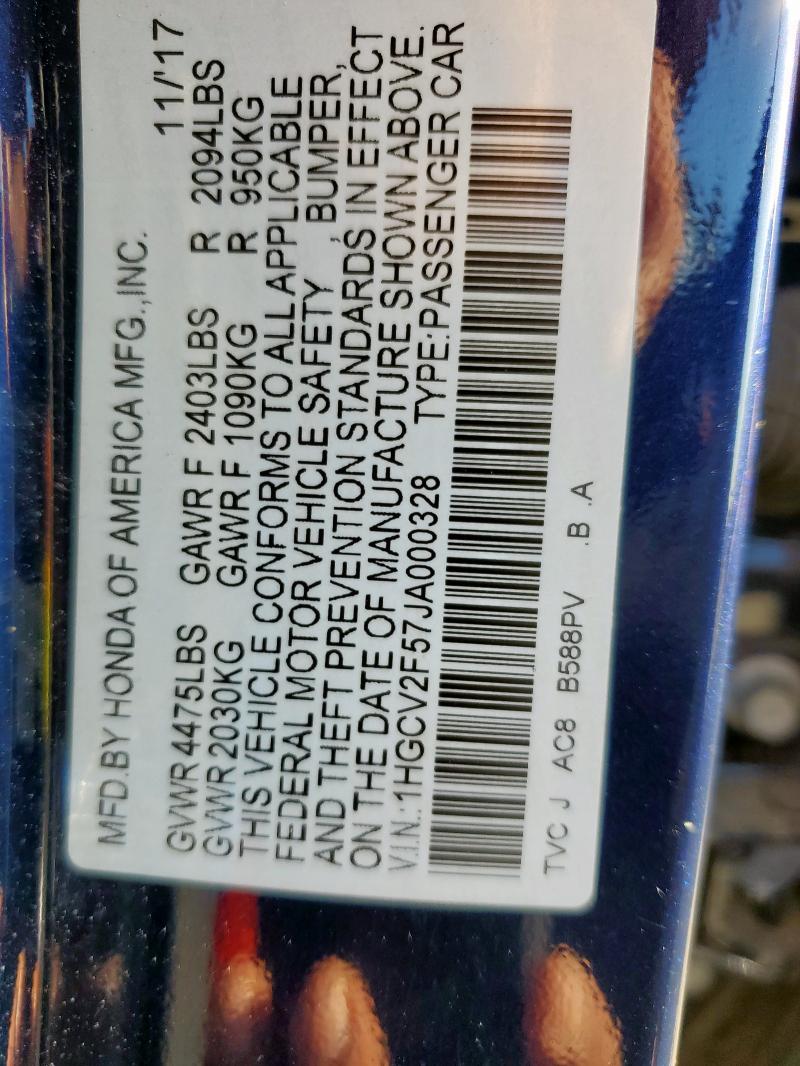 MFD.BY HONDA OF AMERICA MFG.,INC. 11/'17
GVWR 4475LBS GAWR F 2403LBS R 2094LBS
GVWR 2030KG GAWR F 1090KG R 950KG
THIS VEHICLE CONFORMS TO ALL APPLICABLE
FEDERAL MOTOR VEHICLE SAFETY , BUMPER,
AND THEFT PREVENTION STANDARDS IN EFFECT
ON THE DATE OF MANUFACTURE SHOWN ABOVE.
V.I.N.: 1HGCV2F57JA000328 TYPE:PASSENGER CAR
TVC J AC8 B588PV .B .A